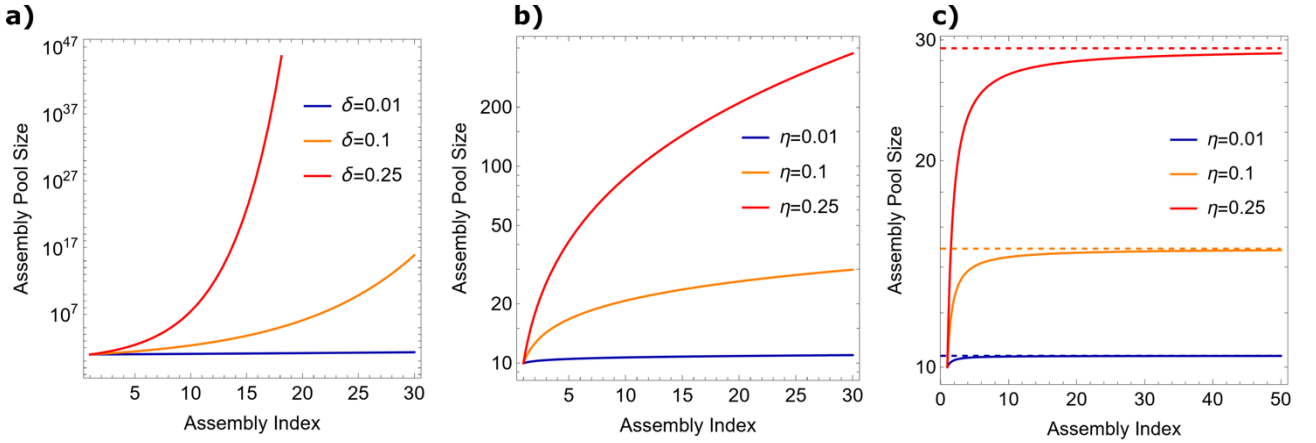 a)
Assembly Pool Size
10^47
10^37
10^27
10^17
10^7
δ=0.01
δ=0.1
δ=0.25
5 10 15 20 25 30
Assembly Index
b)
Assembly Pool Size
200
100
50
20
10
η=0.01
η=0.1
η=0.25
5 10 15 20 25 30
Assembly Index
c)
Assembly Pool Size
30
20
10
η=0.01
η=0.1
η=0.25
0 10 20 30 40 50
Assembly Index